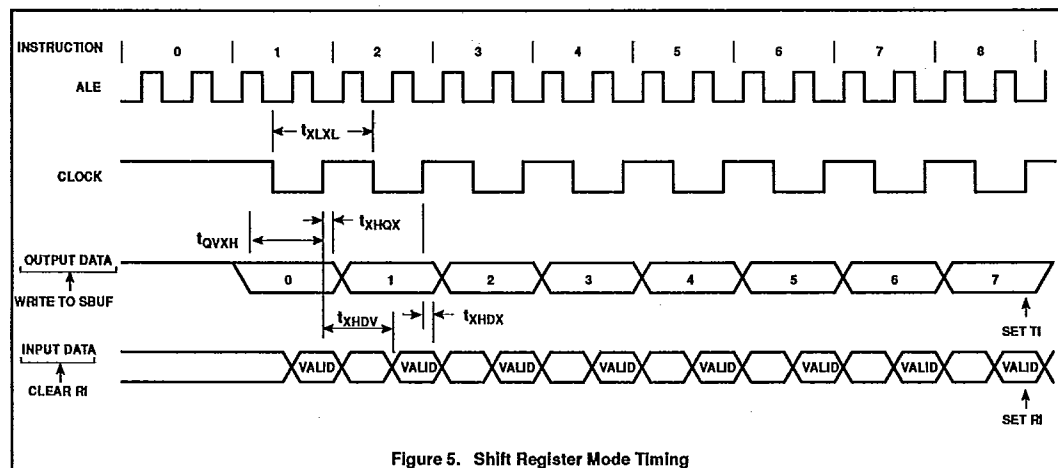 INSTRUCTION | 0 | 1 | 2 | 3 | 4 | 5 | 6 | 7 | 8 |
ALE
tXLXL
CLOCK
tXHQX
tQVXH
OUTPUT DATA 0 1 2 3 4 5 6 7
WRITE TO SBUF
tXHDV tXHDX
SET TI
INPUT DATA VALID VALID VALID VALID VALID VALID VALID VALID
CLEAR RI
SET RI
Figure 5. Shift Register Mode Timing